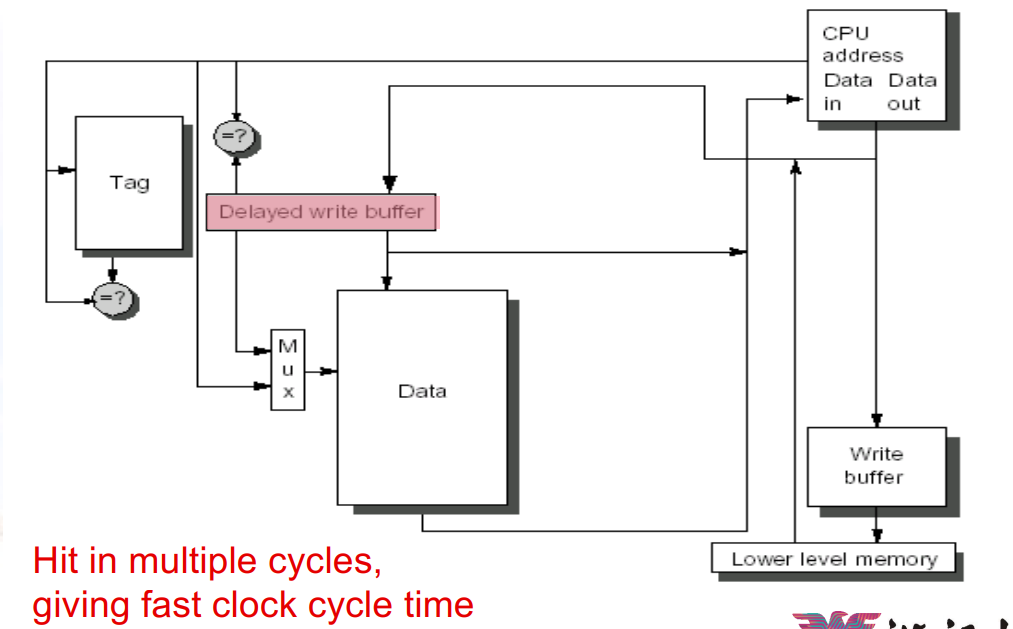 CPU
address
Data Data
in out
=?
Tag
Delayed write buffer
=?
M
u
x
Data
Write
buffer
Lower level memory
Hit in multiple cycles,
giving fast clock cycle time